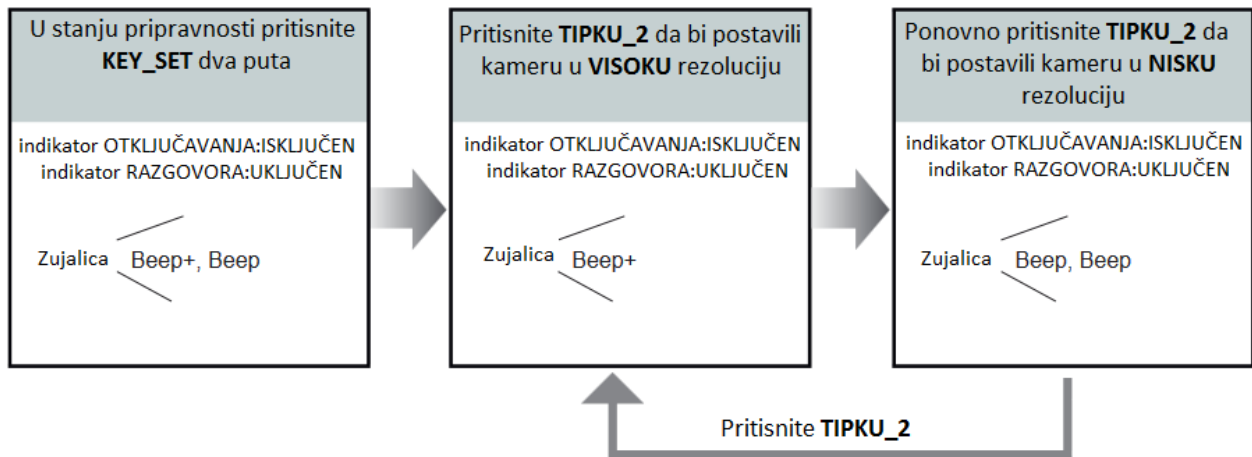 U stanju pripravnosti pritisnite
KEY_SET dva puta
indikator OTKLJUČAVANJA:ISKLJUČEN
indikator RAZGOVORA:UKLJUČEN
Zujalica Beep+, Beep
Pritisnite TIPKU_2 da bi postavili
kameru u VISOKU rezoluciju
indikator OTKLJUČAVANJA:ISKLJUČEN
indikator RAZGOVORA:UKLJUČEN
Zujalica Beep+
Ponovno pritisnite TIPKU_2 da
bi postavili kameru u NISKU
rezoluciju
indikator OTKLJUČAVANJA:ISKLJUČEN
indikator RAZGOVORA:UKLJUČEN
Zujalica Beep, Beep
Pritisnite TIPKU_2